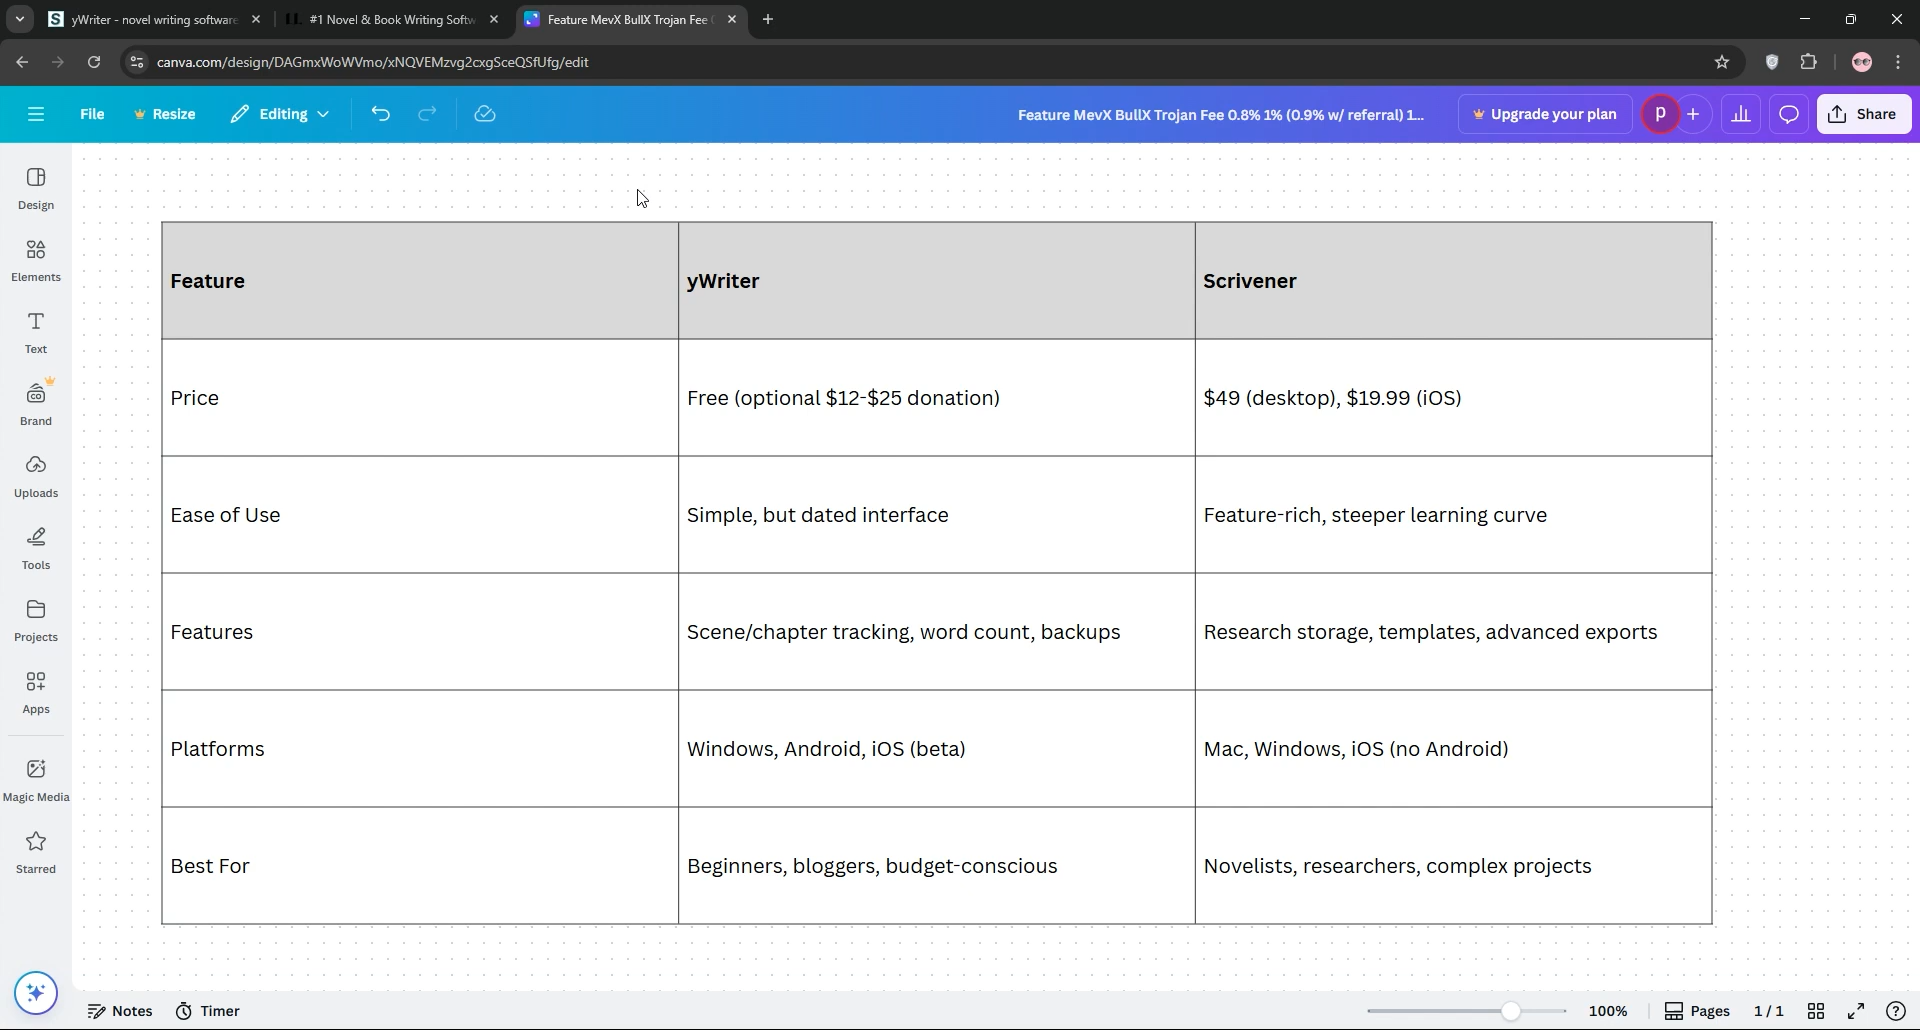 yWriter - novel writing software
#1 Novel & Book Writing Softw
Feature MevX BullX Trojan Fee
canva.com/design/DAGmxWoWVmo/xNQVEMzvg2cxgSceQSfUfg/edit
File
Resize
Editing
Feature MevX BullX Trojan Fee 0.8% 1% (0.9% w/ referral) 1...
Upgrade your plan
p
Share
Design
Elements
Text
Brand
Uploads
Tools
Projects
Apps
Magic Media
Starred
Feature yWriter Scrivener
Price Free (optional $12-$25 donation) $49 (desktop), $19.99 (iOS)
Ease of Use Simple, but dated interface Feature-rich, steeper learning curve
Features Scene/chapter tracking, word count, backups Research storage, templates, advanced exports
Platforms Windows, Android, iOS (beta) Mac, Windows, iOS (no Android)
Best For Beginners, bloggers, budget-conscious Novelists, researchers, complex projects
Notes
Timer
100%
Pages
1 / 1